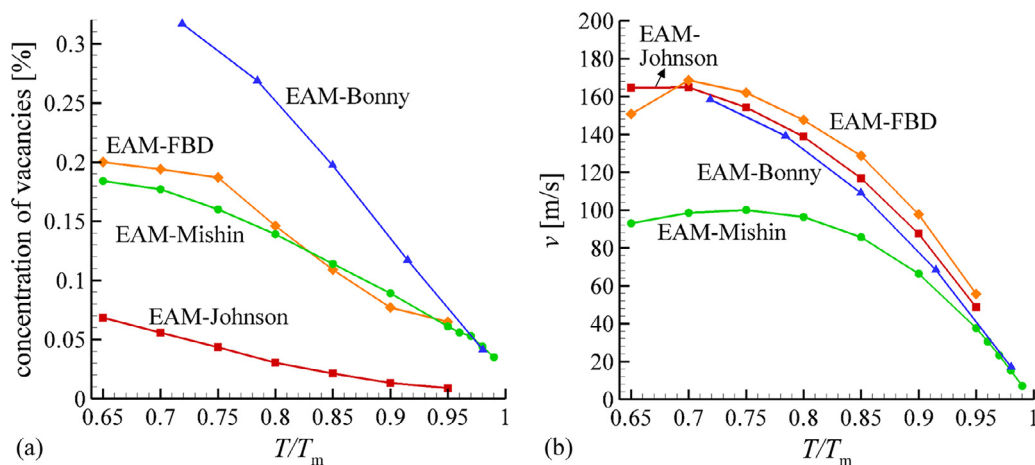 concentration of vacancies [%]
0.3
0.25
0.2
0.15
0.1
0.05
0
EAM-Bonny
EAM-FBD
EAM-Mishin
EAM-Johnson
0.65 0.7 0.75 0.8 0.85 0.9 0.95 1
(a) T/Tm
v [m/s]
200
180
160
140
120
100
80
60
40
20
0
EAM-
Johnson
EAM-FBD
EAM-Bonny
EAM-Mishin
0.65 0.7 0.75 0.8 0.85 0.9 0.95 1
(b) T/Tm